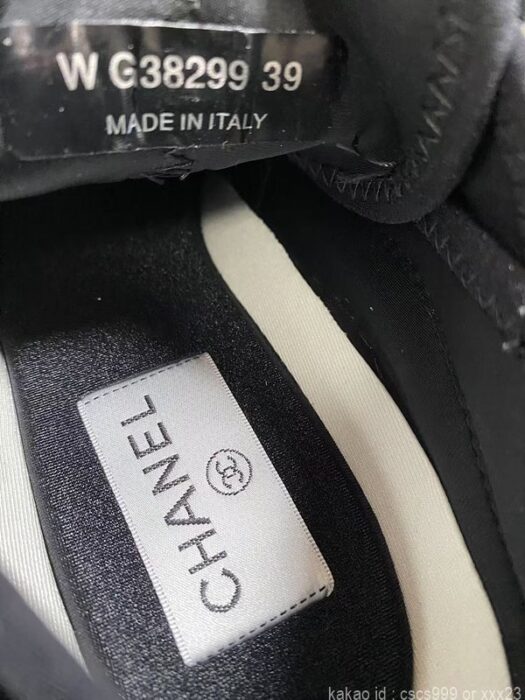 W G38299 39
MADE IN ITALY
CHANEL
kakao id : cscs999 or xxx23